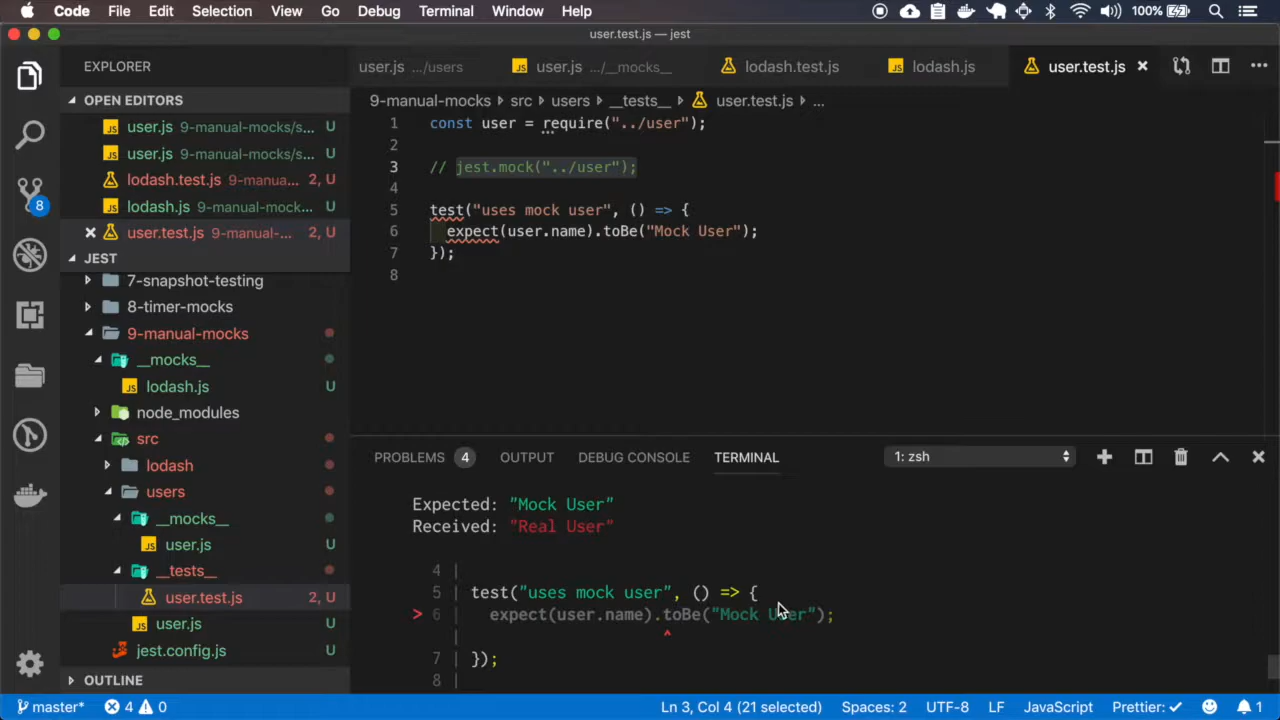 Code File Edit Selection View Go Debug Terminal Window Help 100%
user.test.js — jest
EXPLORER
OPEN EDITORS
user.js 9-manual-mocks/s... U
user.js 9-manual-mocks/s... U
lodash.test.js 9-manua... 2, U
lodash.js 9-manual-mock... U
user.test.js 9-manual-... 2, U
JEST
7-snapshot-testing
8-timer-mocks
9-manual-mocks
__mocks__
lodash.js U
node_modules
src
lodash
users
__mocks__
user.js U
__tests__
user.test.js 2, U
user.js U
jest.config.js U
OUTLINE
8
user.js .../users user.js .../__mocks__ lodash.test.js lodash.js user.test.js
9-manual-mocks src users __tests__ user.test.js ...
1 const user = require("../user");
2
3 // jest.mock("../user");
4
5 test("uses mock user", () => {
6 expect(user.name).toBe("Mock User");
7 });
8
PROBLEMS 4 OUTPUT DEBUG CONSOLE TERMINAL 1: zsh
Expected: "Mock User"
Received: "Real User"
4 |
5 | test("uses mock user", () => {
> 6 | expect(user.name).toBe("Mock User");
| ^
7 | });
8 |
master* 4 0 Ln 3, Col 4 (21 selected) Spaces: 2 UTF-8 LF JavaScript Prettier: ✓ 1